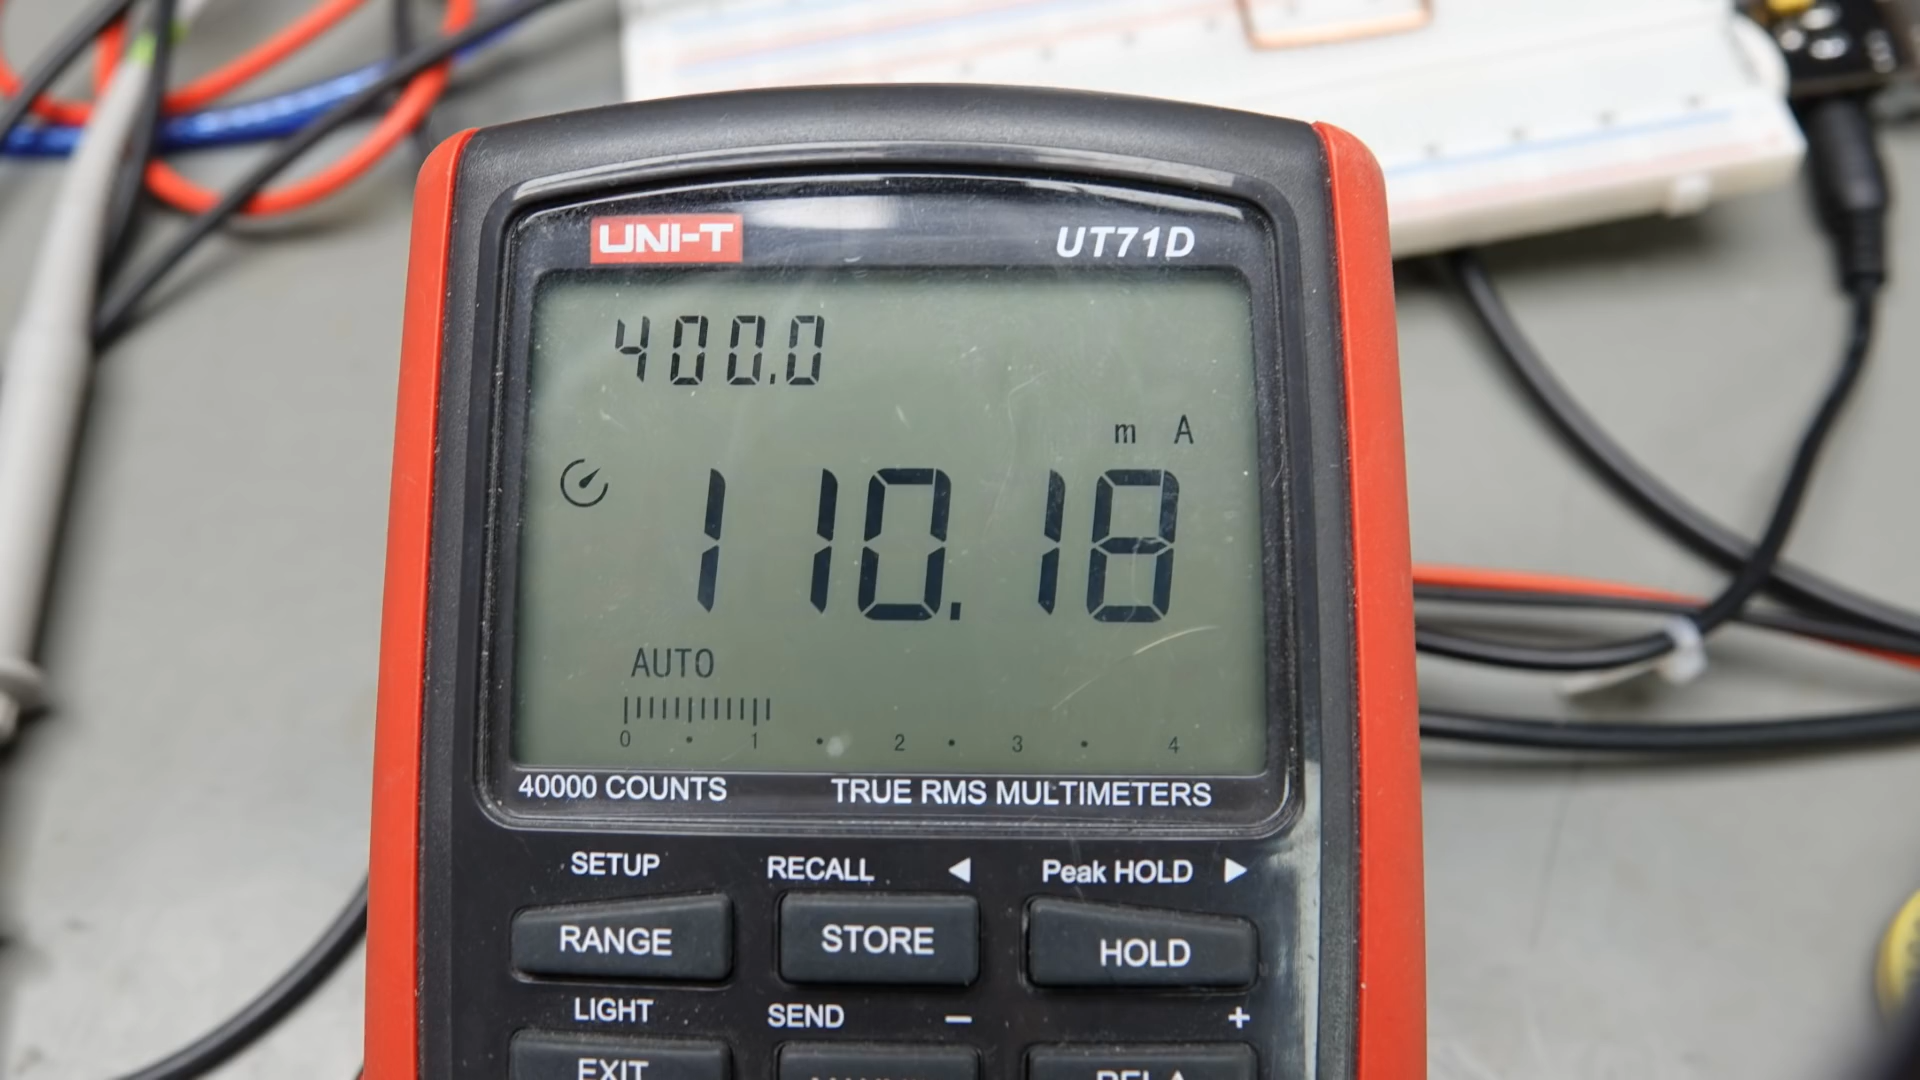 UNI-T UT71D
400.0
m A
110.18
AUTO
0 1 2 3 4
40000 COUNTS TRUE RMS MULTIMETERS
SETUP RECALL ◀ Peak HOLD ▶
RANGE STORE HOLD
LIGHT SEND − +
EXIT